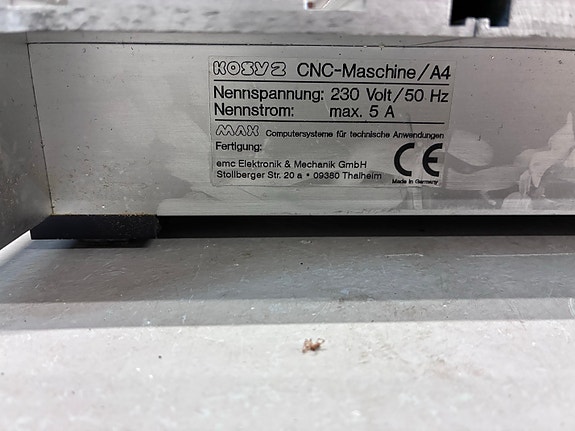 KOSY2 CNC-Maschine/A4
Nennspannung: 230 Volt/50 Hz
Nennstrom: max. 5 A
MAX Computersysteme für technische Anwendungen
Fertigung:
emc Elektronik & Mechanik GmbH
Stollberger Str. 20 a • 09380 Thalheim
CE
Made in Germany